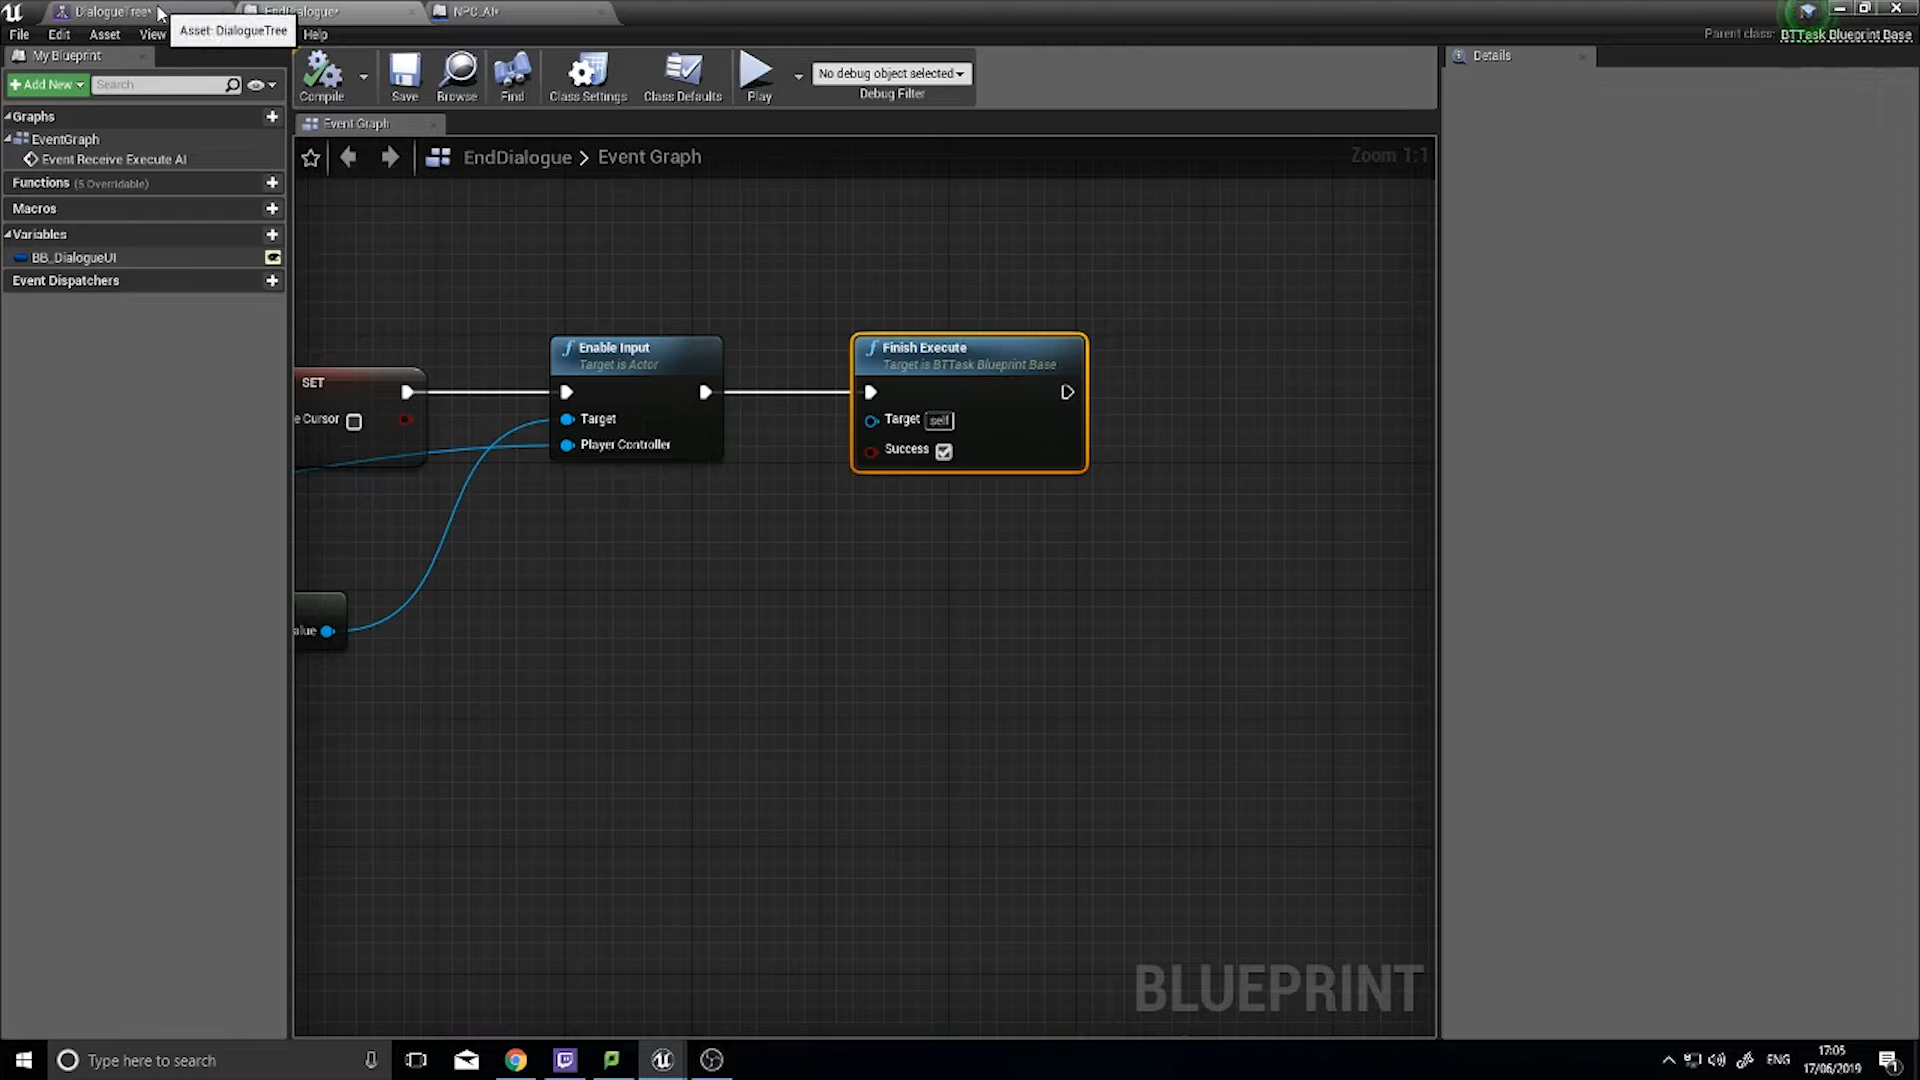 DialogueTree*
EndDialogue*
NPC_AI*
File
Edit
Asset
View
Asset: DialogueTree
Help
Parent class: BTTask Blueprint Base
My Blueprint
Details
+Add New
Search
Compile
Save
Browse
Find
Class Settings
Class Defaults
Play
No debug object selected
Debug Filter
Graphs
EventGraph
Event Receive Execute AI
Functions (5 Overridable)
Macros
Variables
BB_DialogueUI
Event Dispatchers
Event Graph
EndDialogue > Event Graph
Zoom 1:1
SET
e Cursor
Enable Input
Target is Actor
Target
Player Controller
Finish Execute
Target is BTTask Blueprint Base
Target self
Success
alue
BLUEPRINT
Type here to search
ENG
17:05
17/06/2019
1